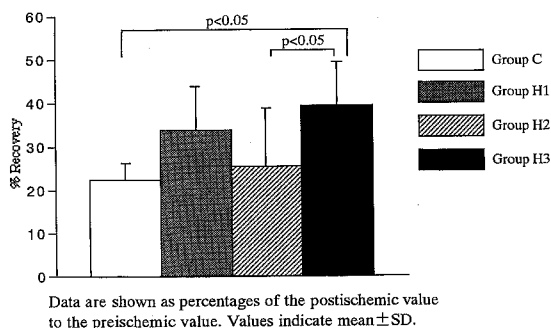 p<0.05
p<0.05
60
50
40
30
20
10
0
% Recovery
Group C
Group H1
Group H2
Group H3
Data are shown as percentages of the postischemic value
to the preischemic value. Values indicate mean±SD.